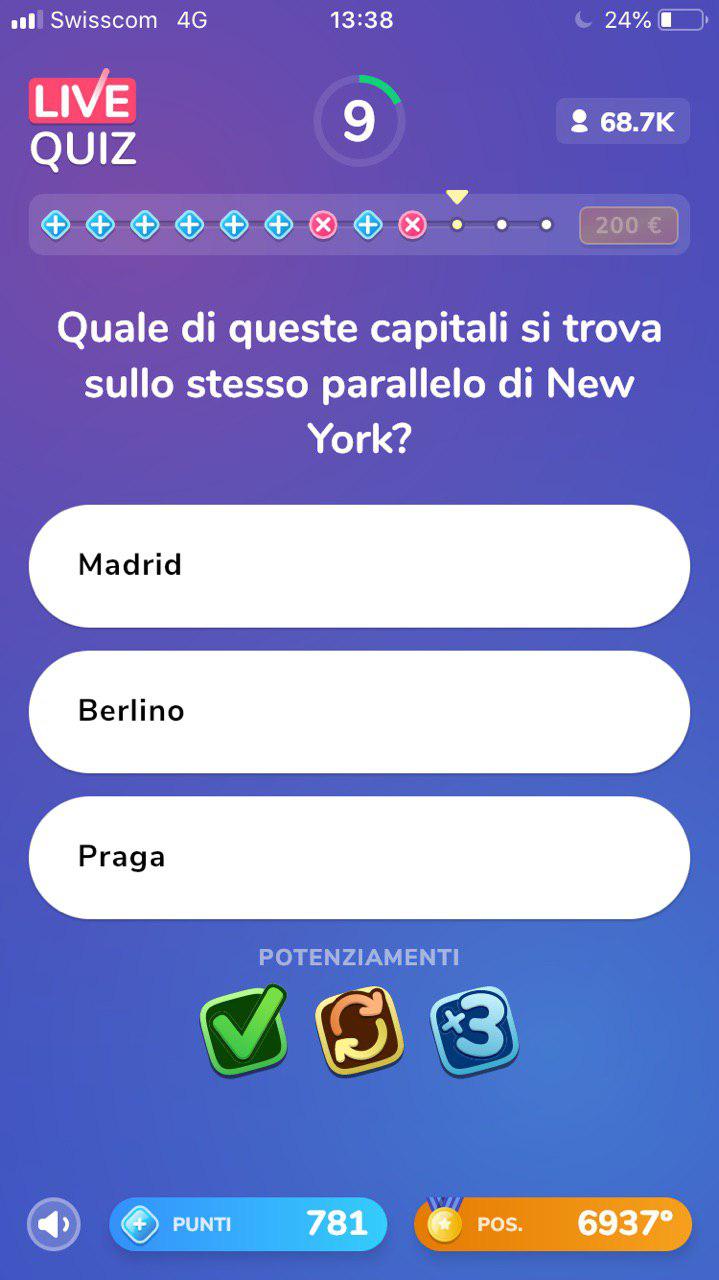 Swisscom 4G 13:38 24%
LIVE
QUIZ
9
68.7K
200 €
Quale di queste capitali si trova
sullo stesso parallelo di New
York?
Madrid
Berlino
Praga
POTENZIAMENTI
×3
PUNTI 781
POS. 6937º